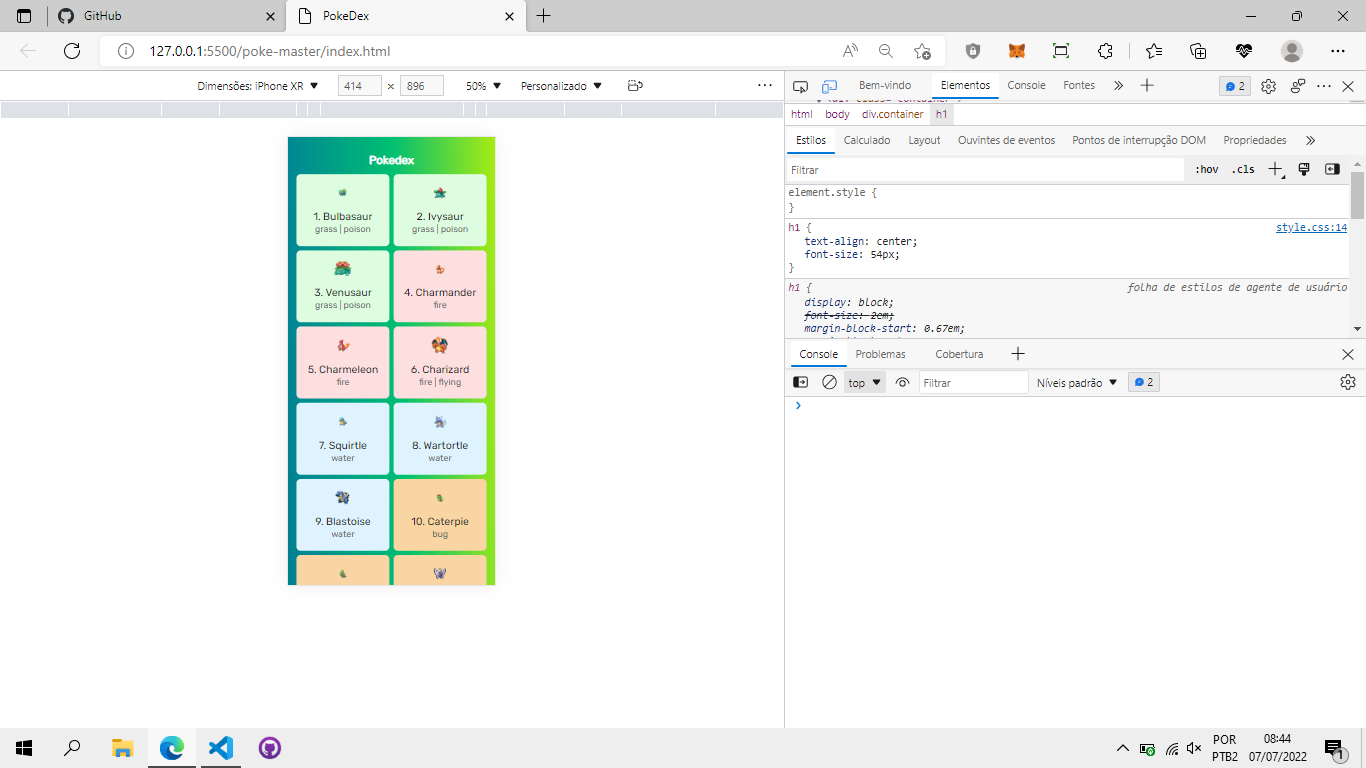 GitHub
PokeDex
127.0.0.1:5500/poke-master/index.html
Dimensões: iPhone XR
414 × 896
50%
Personalizado
Bem-vindo
Elementos
Console
Fontes
2
html body div.container h1
Estilos
Calculado
Layout
Ouvintes de eventos
Pontos de interrupção DOM
Propriedades
Filtrar
:hov .cls
element.style {
}
h1 {
style.css:14
text-align: center;
font-size: 54px;
}
h1 {
folha de estilos de agente de usuário
display: block;
font-size: 2em;
margin-block-start: 0.67em;
Console
Problemas
Cobertura
top
Filtrar
Níveis padrão
2
Pokedex
1. Bulbasaur
grass | poison
2. Ivysaur
grass | poison
3. Venusaur
grass | poison
4. Charmander
fire
5. Charmeleon
fire
6. Charizard
fire | flying
7. Squirtle
water
8. Wartortle
water
9. Blastoise
water
10. Caterpie
bug
POR
PTB2
08:44
07/07/2022
1